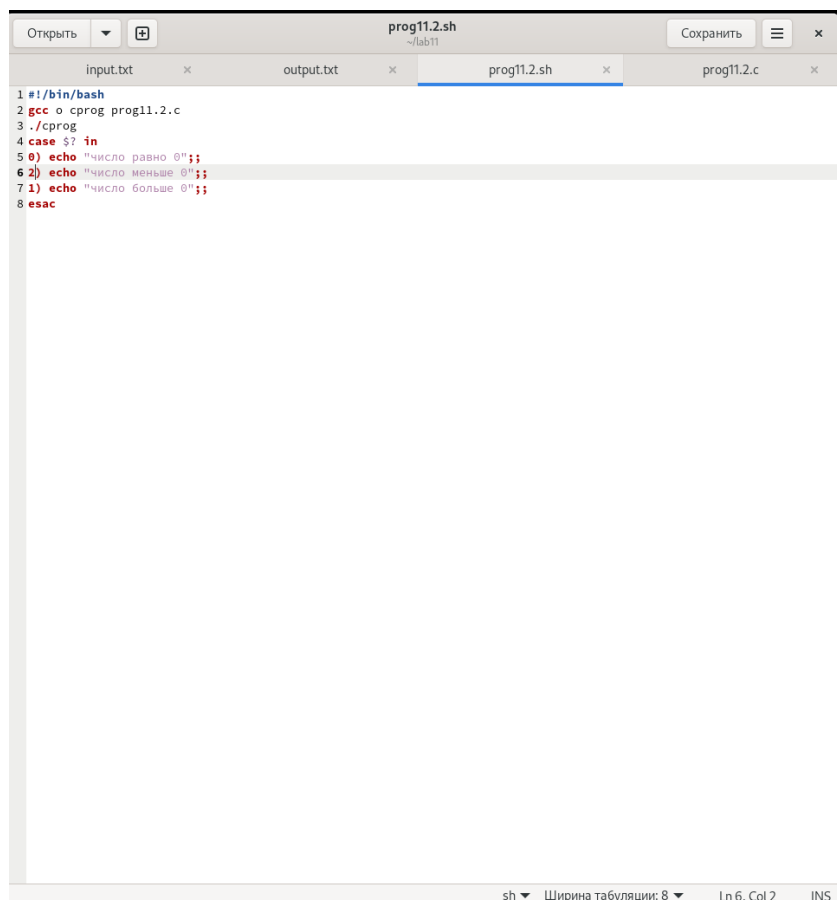 Открыть
prog11.2.sh
~/lab11
Сохранить
input.txt
output.txt
prog11.2.sh
prog11.2.c
1 #!/bin/bash
2 gcc o cprog prog11.2.c
3 ./cprog
4 case $? in
5 0) echo "число равно 0";;
6 2) echo "число меньше 0";;
7 1) echo "число больше 0";;
8 esac
sh Ширина табуляции: 8 Ln 6, Col 2 INS